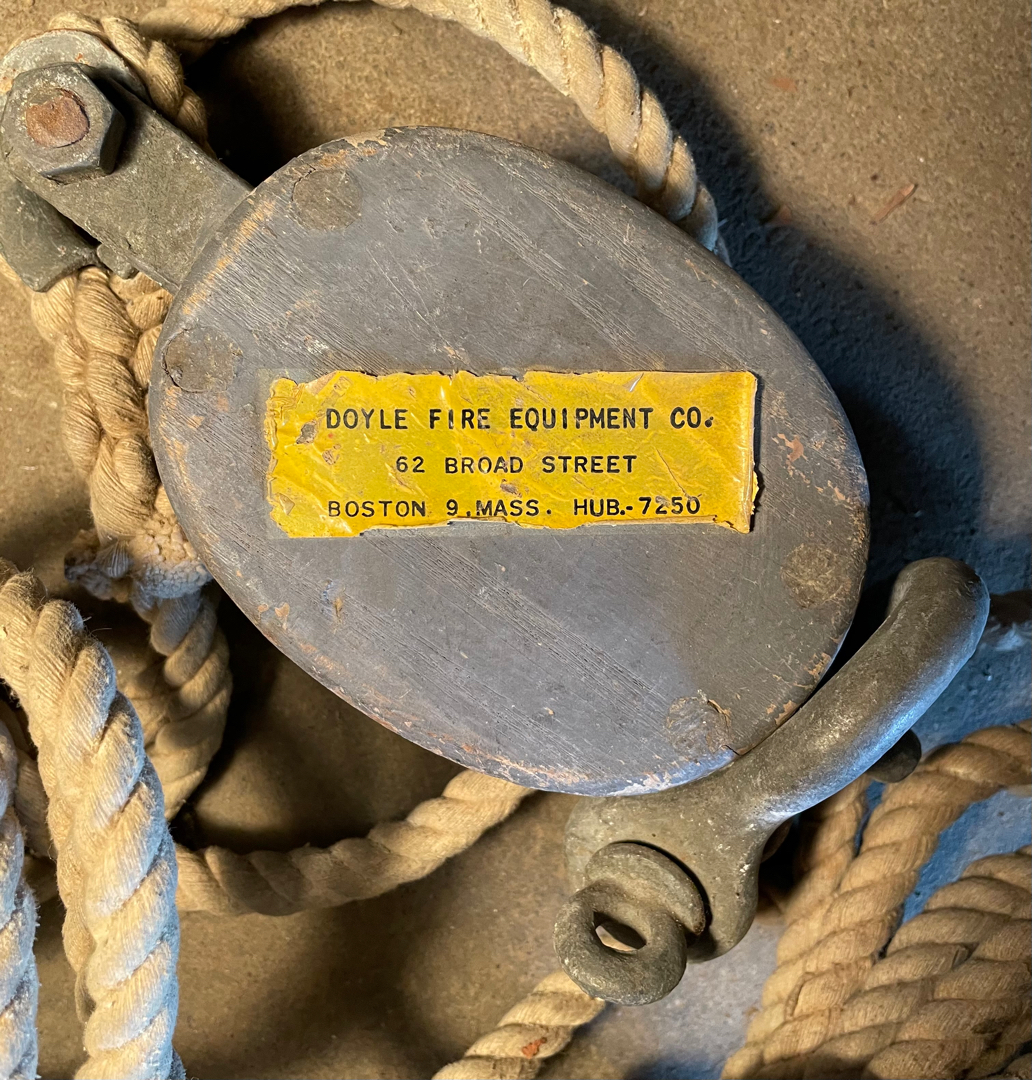 DOYLE FIRE EQUIPMENT CO.
62 BROAD STREET
BOSTON 9, MASS. HUB.-7250